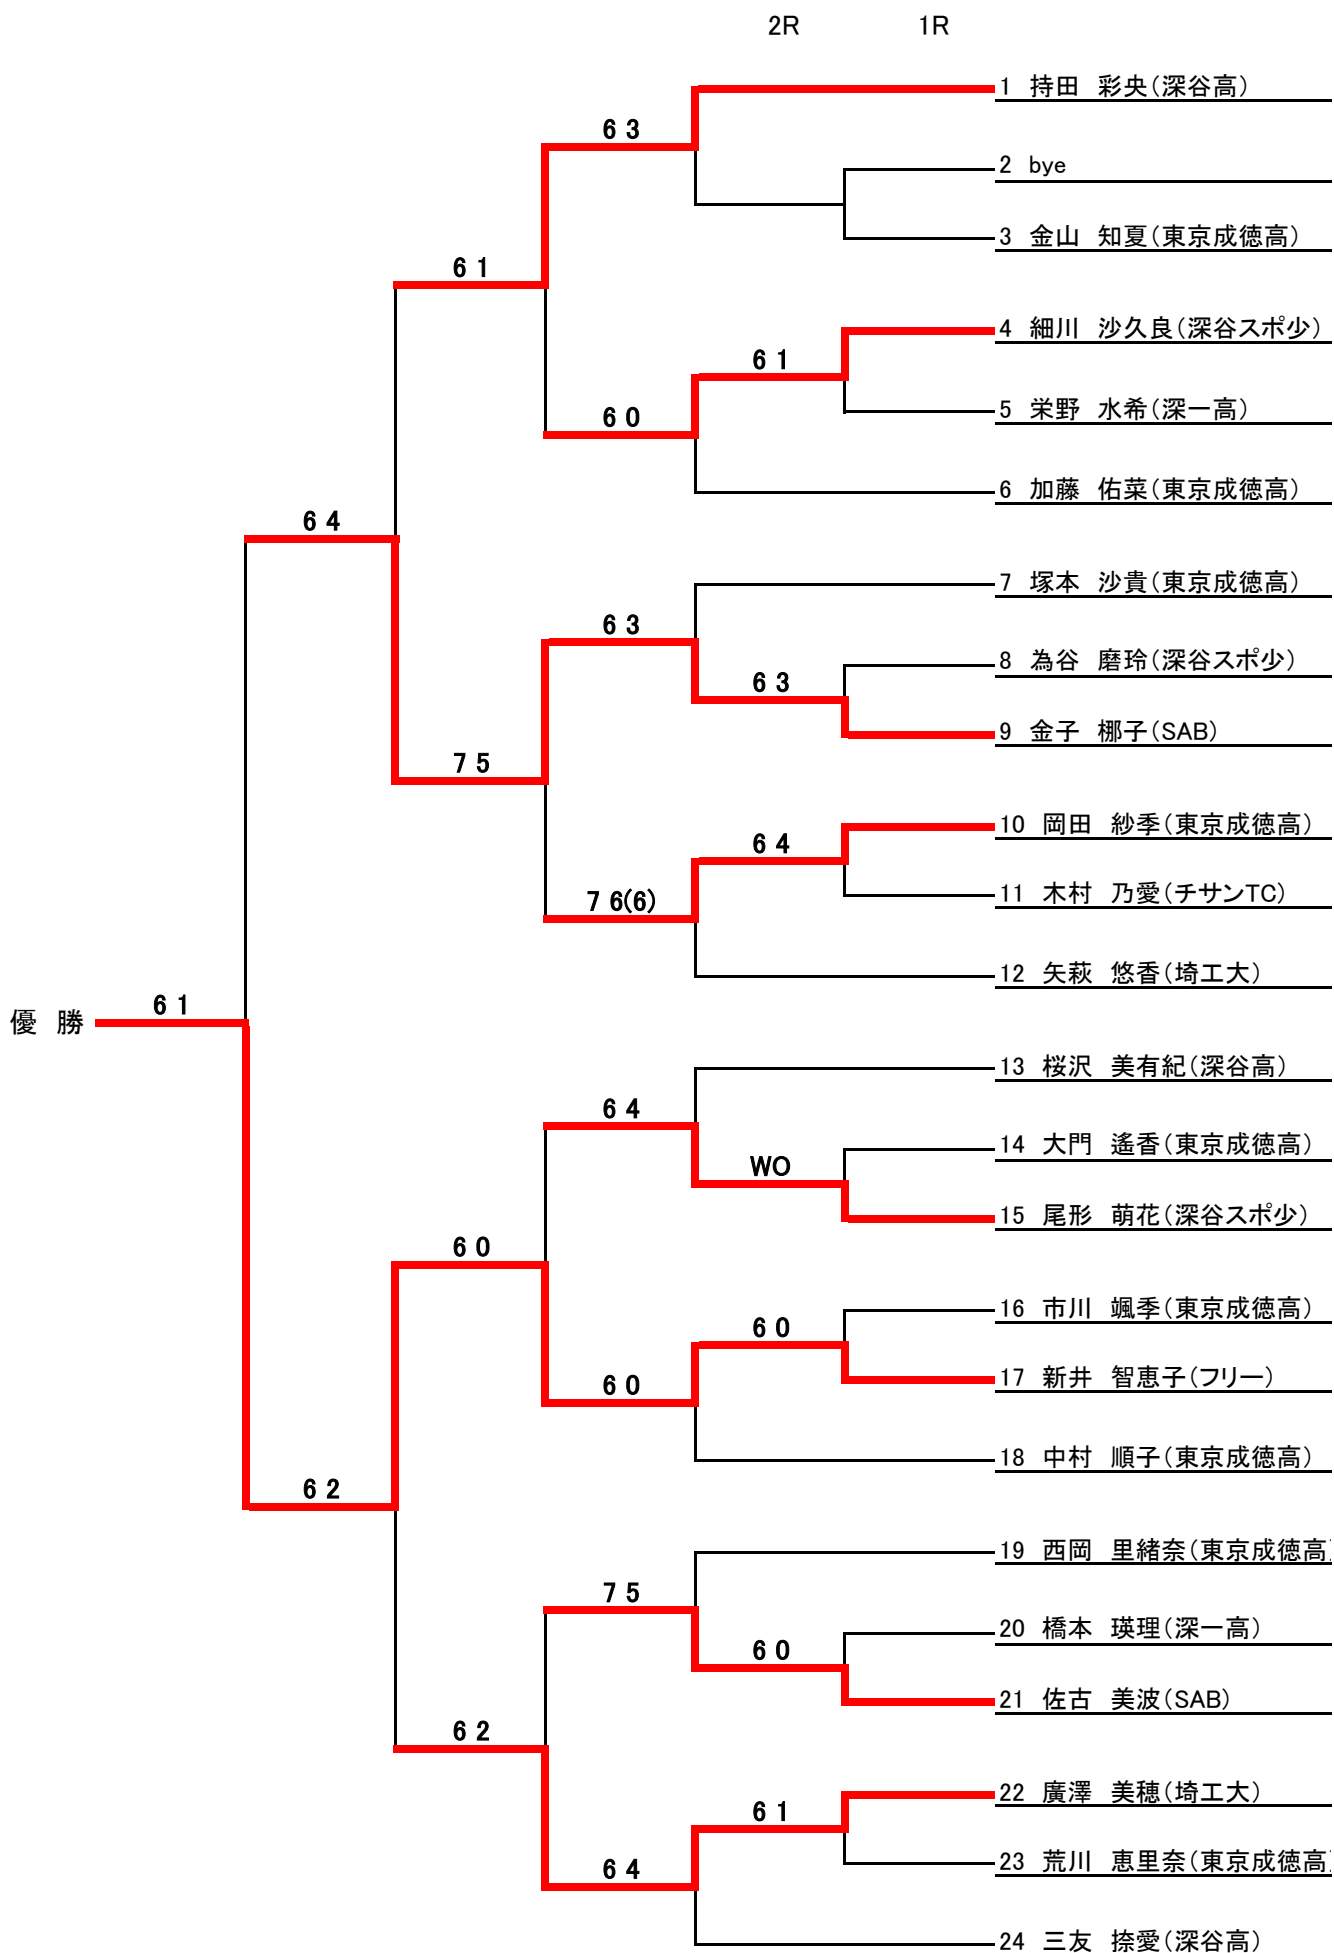 2R 1R
1 持田 彩央(深谷高)
6 3
2 bye
3 金山 知夏(東京成徳高)
6 1
4 細川 沙久良(深谷スポ少)
6 1
5 栄野 水希(深一高)
6 0
6 加藤 佑菜(東京成徳高)
6 4
7 塚本 沙貴(東京成徳高)
6 3
8 為谷 磨玲(深谷スポ少)
6 3
9 金子 梛子(SAB)
7 5
10 岡田 紗季(東京成徳高)
6 4
11 木村 乃愛(チサンTC)
7 6(6)
12 矢萩 悠香(埼工大)
6 1
優 勝
13 桜沢 美有紀(深谷高)
6 4
14 大門 遙香(東京成徳高)
WO
15 尾形 萌花(深谷スポ少)
6 0
16 市川 颯季(東京成徳高)
6 0
17 新井 智恵子(フリー)
6 0
18 中村 順子(東京成徳高)
6 2
19 西岡 里緒奈(東京成徳高)
7 5
20 橋本 瑛理(深一高)
6 0
21 佐古 美波(SAB)
6 2
22 廣澤 美穂(埼工大)
6 1
23 荒川 恵里奈(東京成徳高)
6 4
24 三友 捺愛(深谷高)